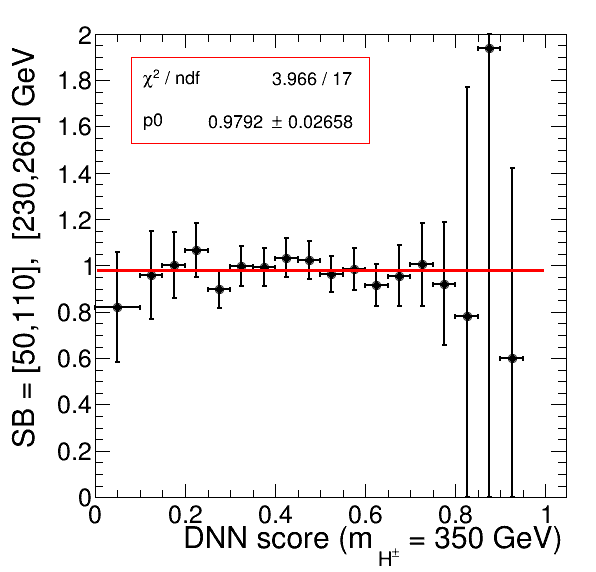 SB = [50,110], [230,260] GeV
2
1.8
1.6
1.4
1.2
1
0.8
0.6
0.4
0.2
0
χ² / ndf 3.966 / 17
p0 0.9792 ± 0.02658
0 0.2 0.4 0.6 0.8 1
DNN score (m_H± = 350 GeV)